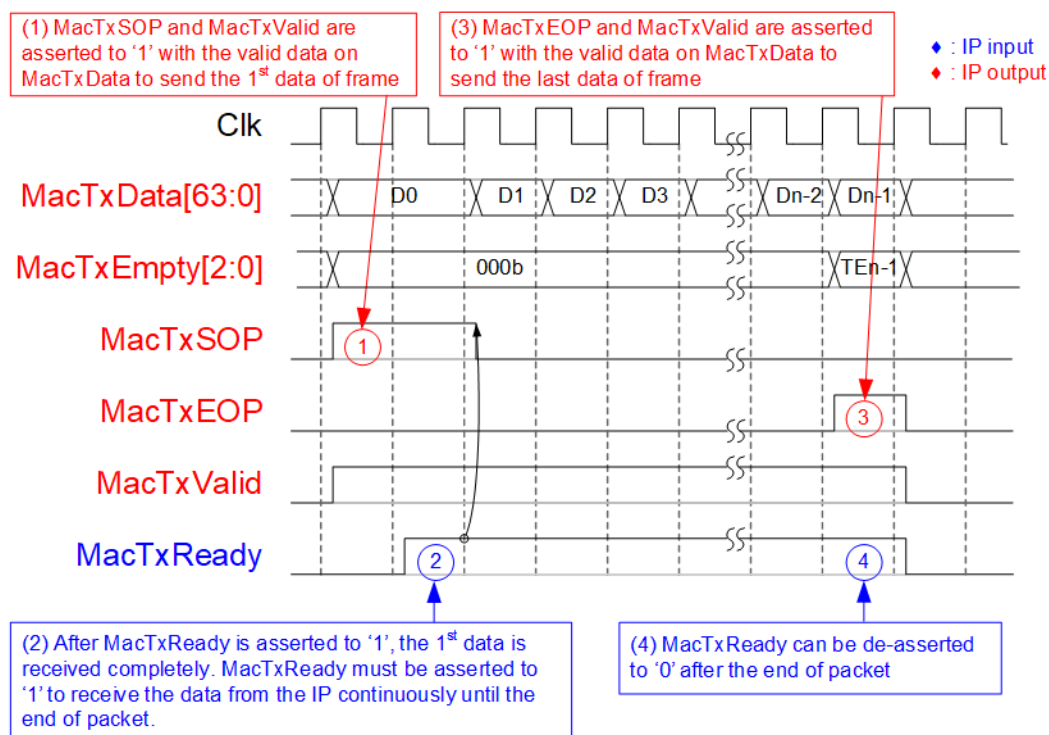 (1) MacTxSOP and MacTxValid are
asserted to ‘1’ with the valid data on
MacTxData to send the 1st data of frame
(3) MacTxEOP and MacTxValid are asserted
to ‘1’ with the valid data on MacTxData to
send the last data of frame
♦ : IP input
♦ : IP output
Clk
MacTxData[63:0]
D0 D1 D2 D3 Dn-2 Dn-1
MacTxEmpty[2:0]
000b TEn-1
MacTxSOP
1
MacTxEOP
3
MacTxValid
MacTxReady
2 4
(2) After MacTxReady is asserted to ‘1’, the 1st data is
received completely. MacTxReady must be asserted to
‘1’ to receive the data from the IP continuously until the
end of packet.
(4) MacTxReady can be de-asserted
to ‘0’ after the end of packet